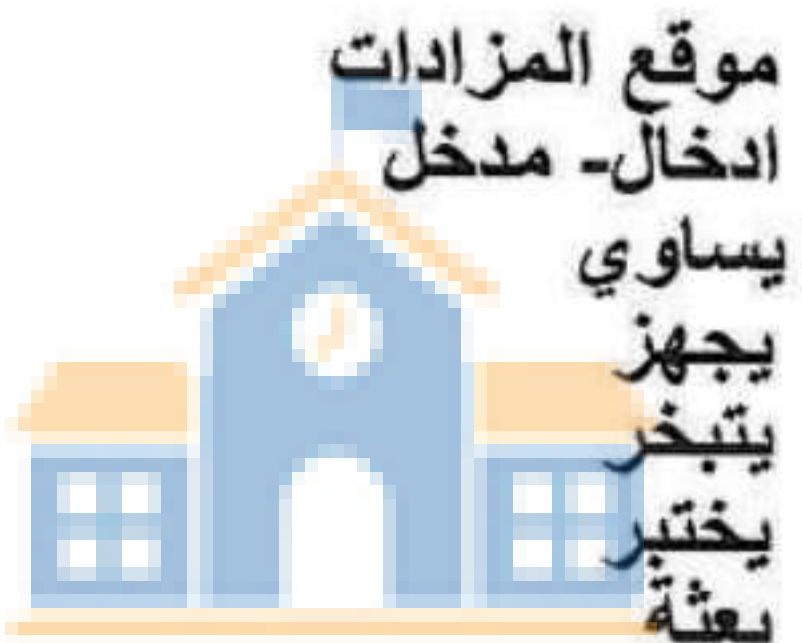 موقع المزادات
ادخال- مدخل
يساوي
يجهز
يتبخر
يختبر
بعثة